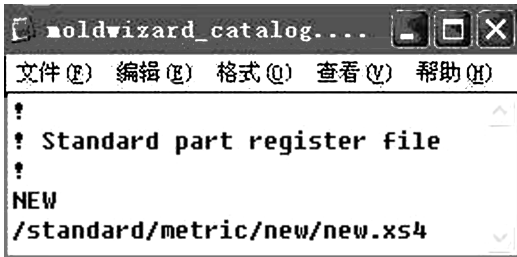 moldwizard_catalog....
文件(F) 编辑(E) 格式(O) 查看(V) 帮助(H)
!
! Standard part register file
!
NEW
/standard/metric/new/new.xs4